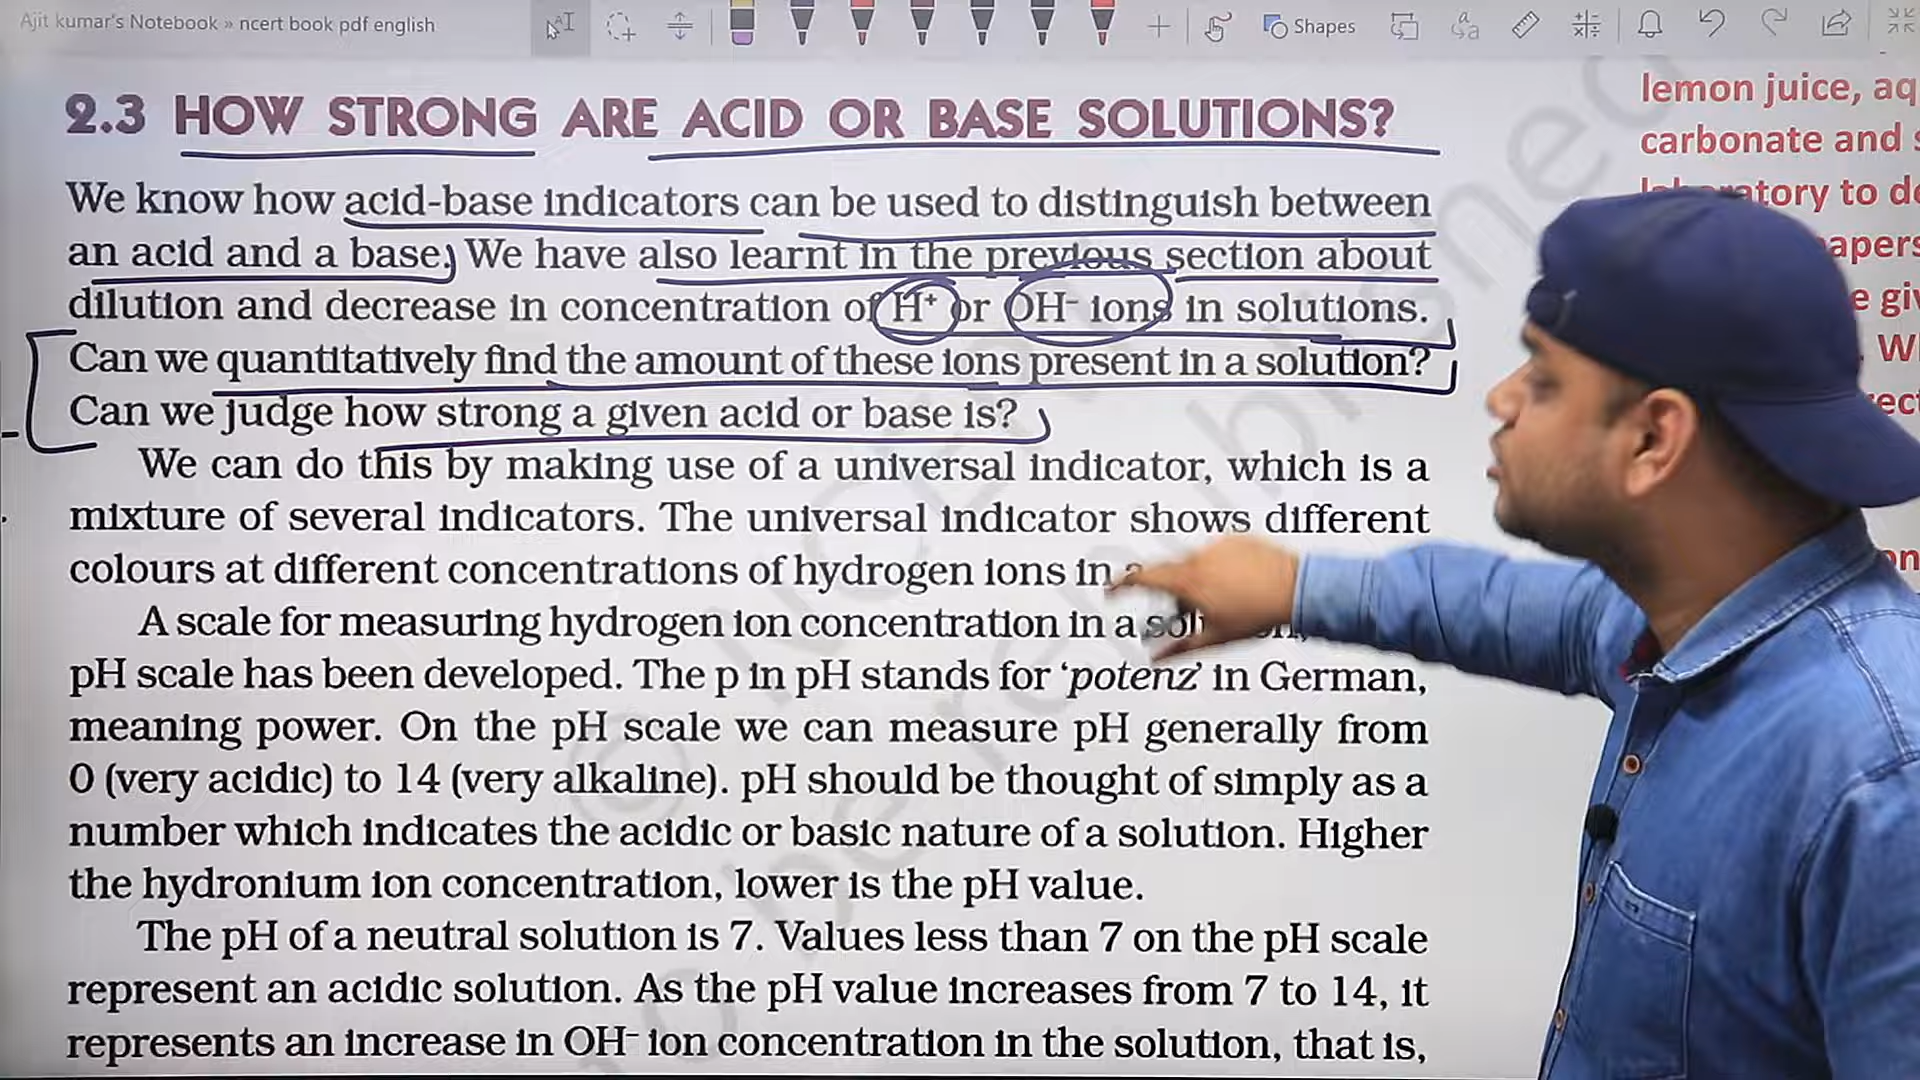 Ajit kumar's Notebook » ncert book pdf english
Shapes
2.3 HOW STRONG ARE ACID OR BASE SOLUTIONS?
We know how acid-base indicators can be used to distinguish between
an acid and a base. We have also learnt in the previous section about
dilution and decrease in concentration of H⁺ or OH⁻ ions in solutions.
Can we quantitatively find the amount of these ions present in a solution?
Can we judge how strong a given acid or base is?
We can do this by making use of a universal indicator, which is a
mixture of several indicators. The universal indicator shows different
colours at different concentrations of hydrogen ions in
A scale for measuring hydrogen ion concentration in a
pH scale has been developed. The p in pH stands for ‘potenz’ in German,
meaning power. On the pH scale we can measure pH generally from
0 (very acidic) to 14 (very alkaline). pH should be thought of simply as a
number which indicates the acidic or basic nature of a solution. Higher
the hydronium ion concentration, lower is the pH value.
The pH of a neutral solution is 7. Values less than 7 on the pH scale
represent an acidic solution. As the pH value increases from 7 to 14, it
represents an increase in OH⁻ ion concentration in the solution, that is,
lemon juice, aq
carbonate and s
to de
apers
e giv
. W
ect
on